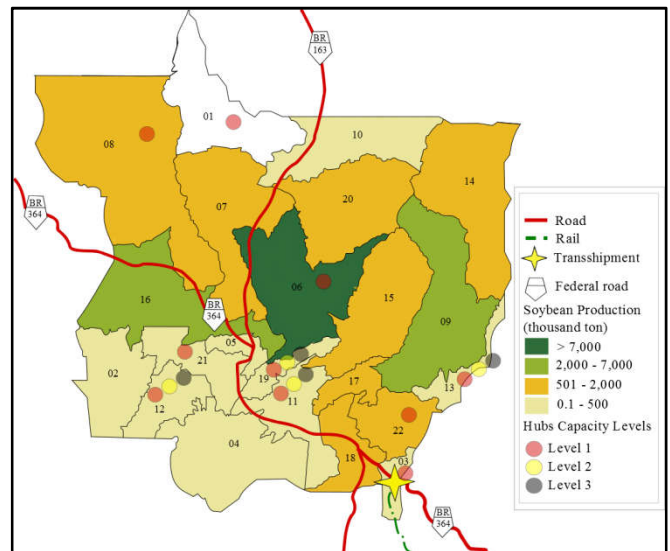 BR
163
01
10
08
14
07
20
BR
364
06
16
15
09
BR
364
05
21
02
19
13
12
11
17
22
04
03
18
BR
364
Road
Rail
Transshipment
Federal road
Soybean Production
(thousand ton)
> 7,000
2,000 - 7,000
501 - 2,000
0.1 - 500
Hubs Capacity Levels
Level 1
Level 2
Level 3